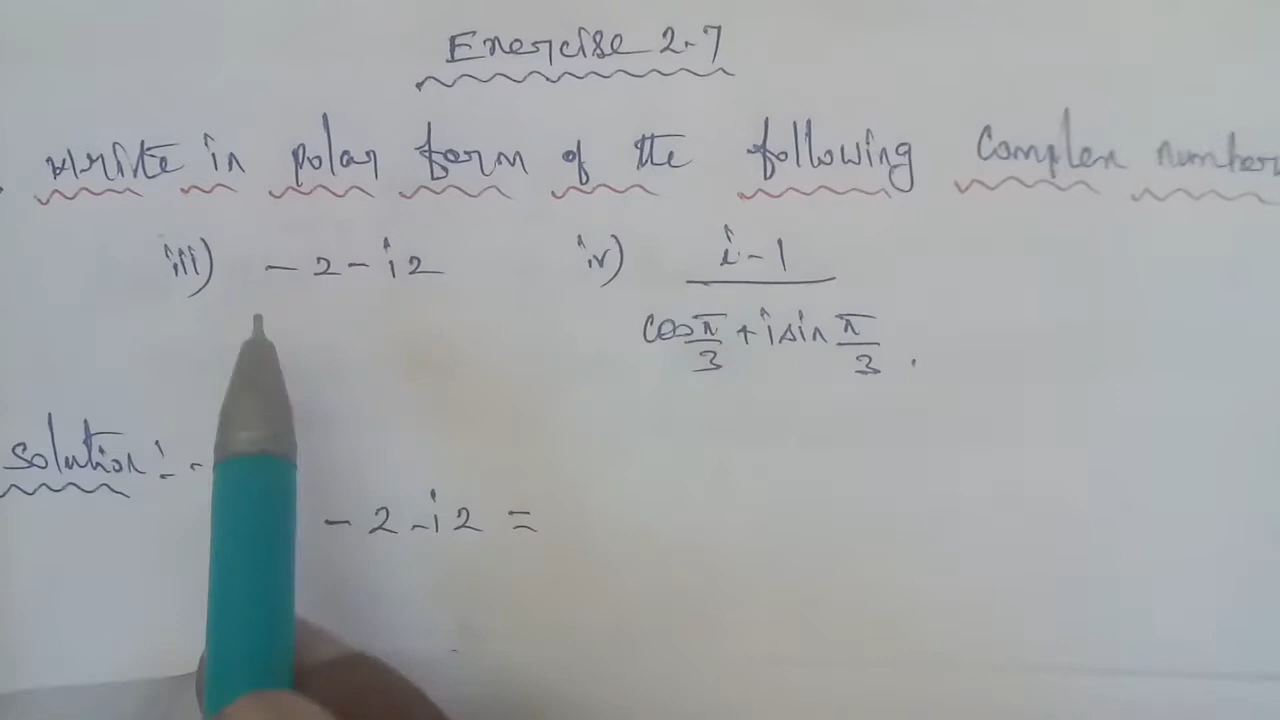 Exercise 2.7
Write in polar form of the following complex number
iii) -2-i2 iv) i-1
cos π/3 + i sin π/3 .
Solution:-
-2-i2 =